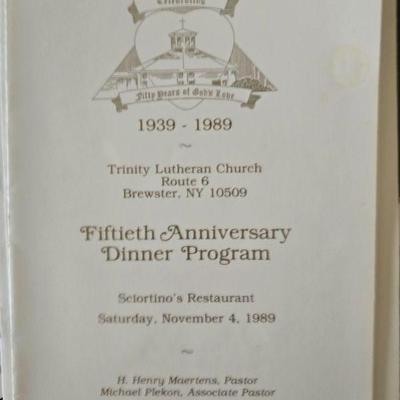 Celebrating
Fifty Years of God's Love
1939 - 1989
~
Trinity Lutheran Church
Route 6
Brewster, NY 10509
Fiftieth Anniversary
Dinner Program
Sciortino's Restaurant
Saturday, November 4, 1989
~
H. Henry Maertens, Pastor
Michael Plekon, Associate Pastor